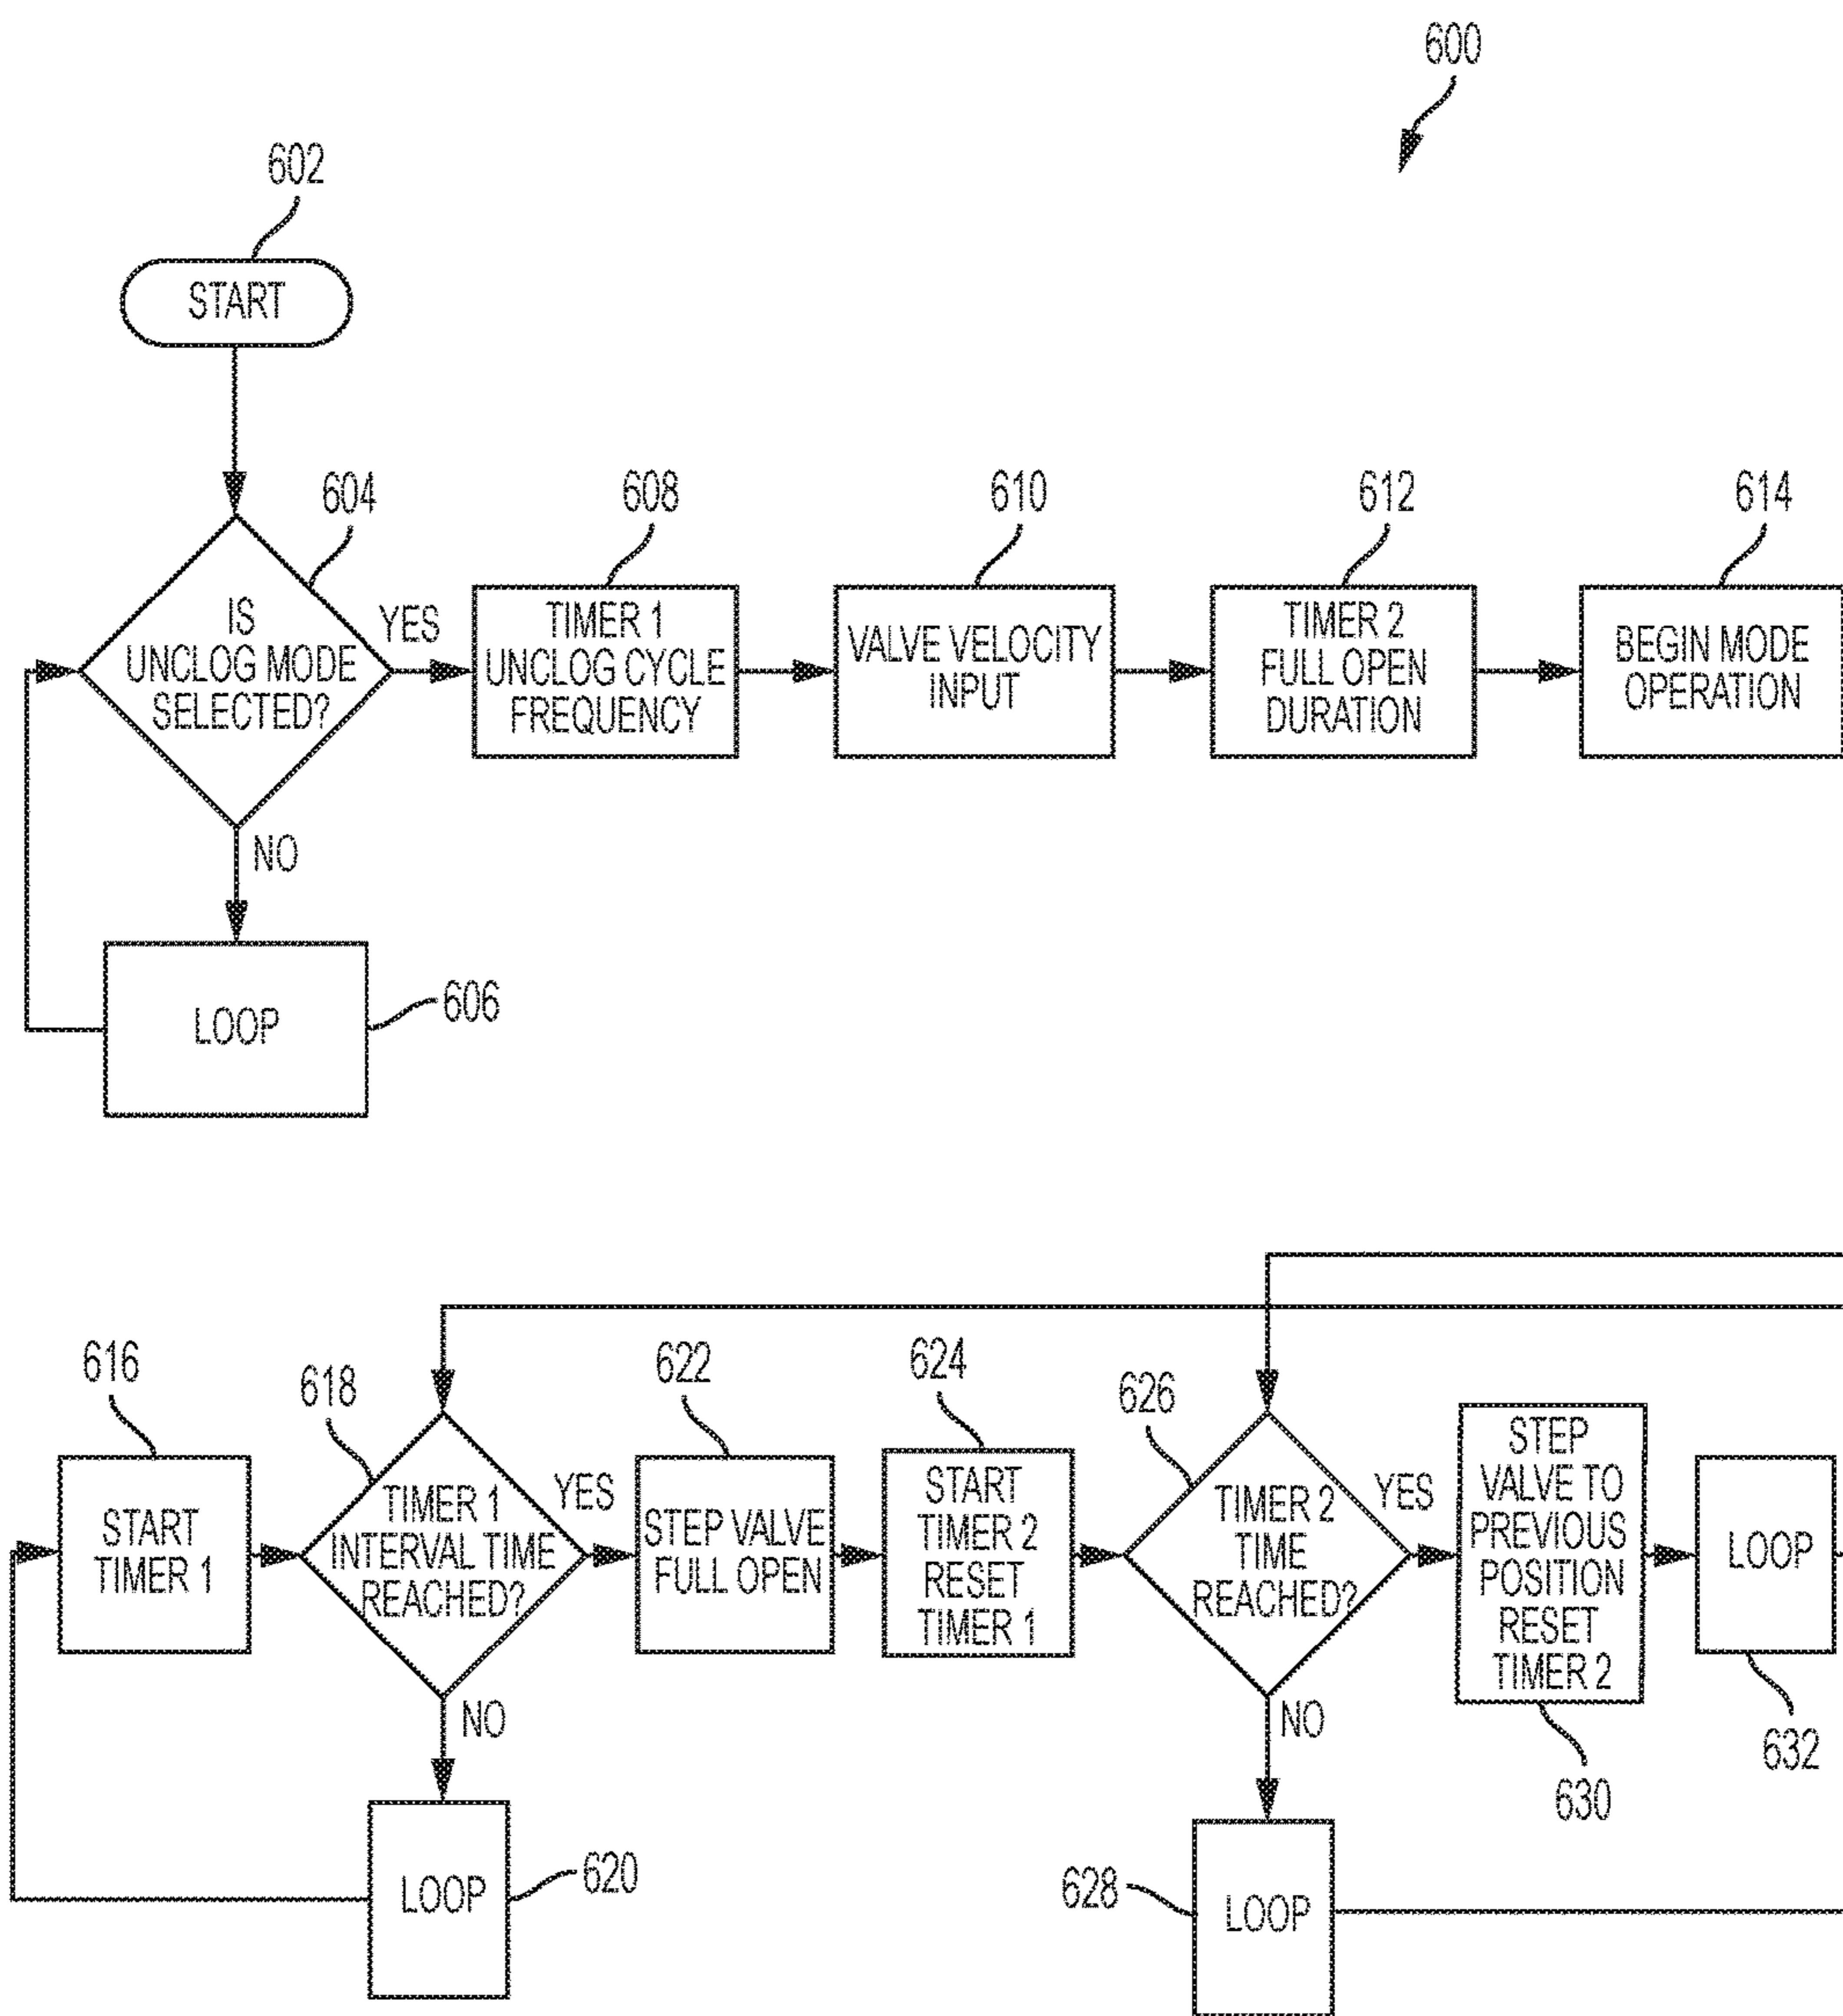 600
602
START
604
608
610
612
614
IS
UNCLOG MODE
SELECTED?
YES
NO
TIMER 1
UNCLOG CYCLE
FREQUENCY
VALVE VELOCITY
INPUT
TIMER 2
FULL OPEN
DURATION
BEGIN MODE
OPERATION
LOOP
606
616
START
TIMER 1
618
TIMER 1
INTERVAL TIME
REACHED?
YES
NO
LOOP
620
622
STEP VALVE
FULL OPEN
624
START
TIMER 2
RESET
TIMER 1
626
TIMER 2
TIME
REACHED?
YES
NO
628
LOOP
STEP
VALVE TO
PREVIOUS
POSITION
RESET
TIMER 2
630
LOOP
632